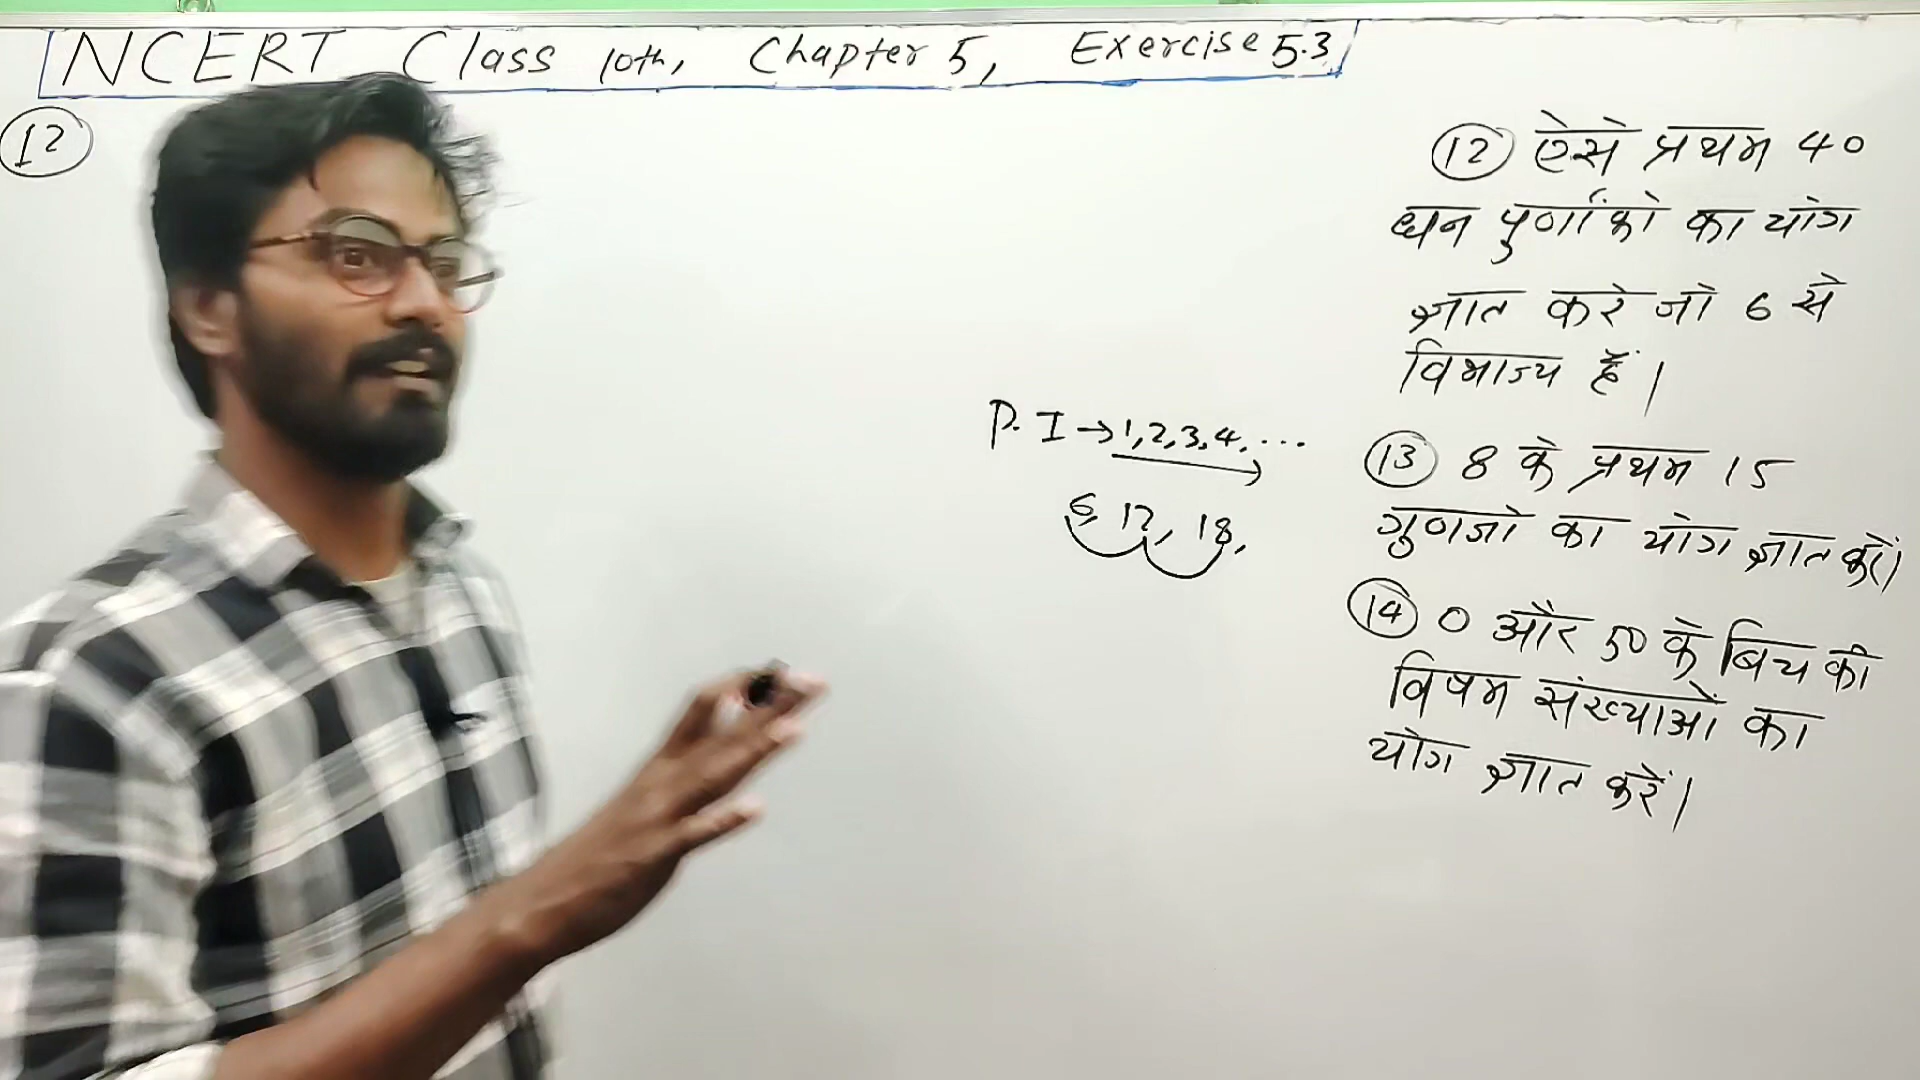 NCERT Class 10th, Chapter 5, Exercise 5.3
12
12 ऐसे प्रथम 40
धन पुर्णांको का योग
ज्ञात करे जो 6 से
विभाज्य हैं।
P. I → 1, 2, 3, 4, ...
6, 12, 18,
13 8 के प्रथम 15
गुणजो का योग ज्ञात करें।
14 0 और 50 के बिच की
विषम संख्याओं का
योग ज्ञात करें।